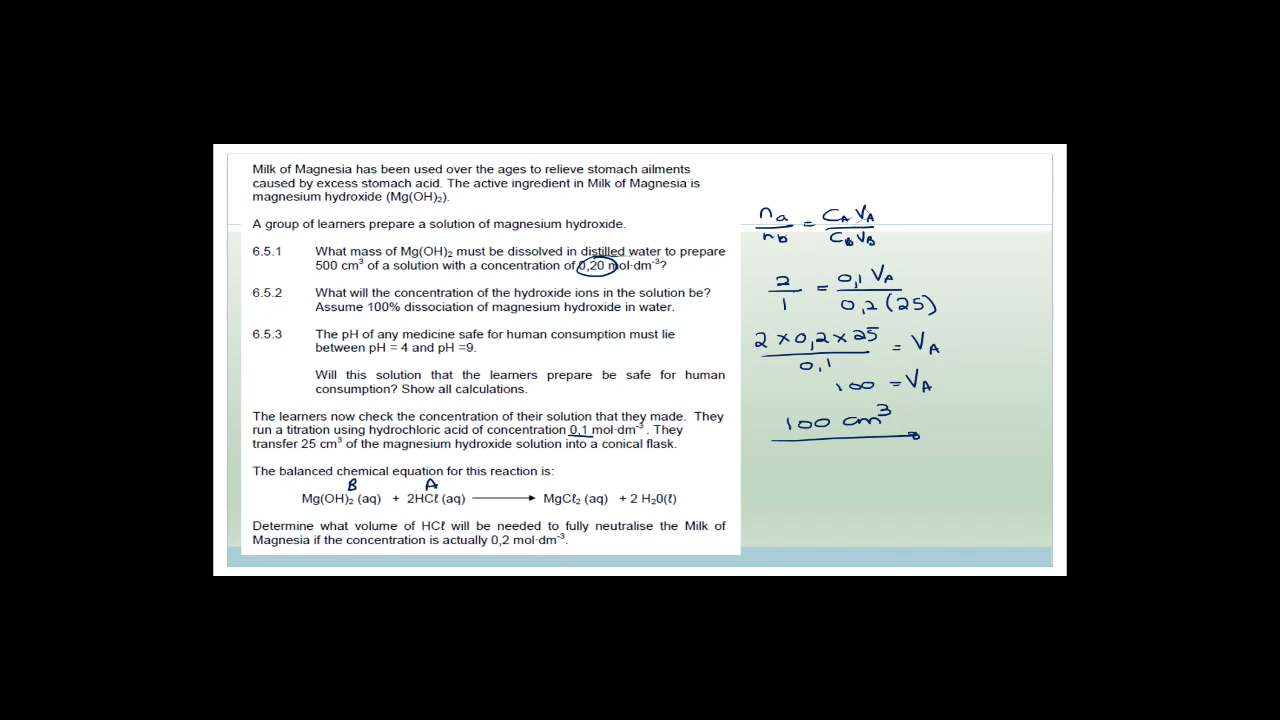 Milk of Magnesia has been used over the ages to relieve stomach ailments
caused by excess stomach acid. The active ingredient in Milk of Magnesia is
magnesium hydroxide (Mg(OH)₂).
A group of learners prepare a solution of magnesium hydroxide.
6.5.1 What mass of Mg(OH)₂ must be dissolved in distilled water to prepare
500 cm³ of a solution with a concentration of 0,20 mol·dm⁻³?
6.5.2 What will the concentration of the hydroxide ions in the solution be?
Assume 100% dissociation of magnesium hydroxide in water.
6.5.3 The pH of any medicine safe for human consumption must lie
between pH = 4 and pH =9.
Will this solution that the learners prepare be safe for human
consumption? Show all calculations.
The learners now check the concentration of their solution that they made. They
run a titration using hydrochloric acid of concentration 0,1 mol·dm⁻³. They
transfer 25 cm³ of the magnesium hydroxide solution into a conical flask.
The balanced chemical equation for this reaction is:
B A
Mg(OH)₂ (aq) + 2HCℓ (aq) ⟶ MgCℓ₂ (aq) + 2 H₂0(ℓ)
Determine what volume of HCℓ will be needed to fully neutralise the Milk of
Magnesia if the concentration is actually 0,2 mol·dm⁻³.
na/nb = CA VA/CB VB
2/1 = 0,1 VA/0,2 (25)
2 × 0,2 × 25/0,1 = VA
100 = VA
100 cm³